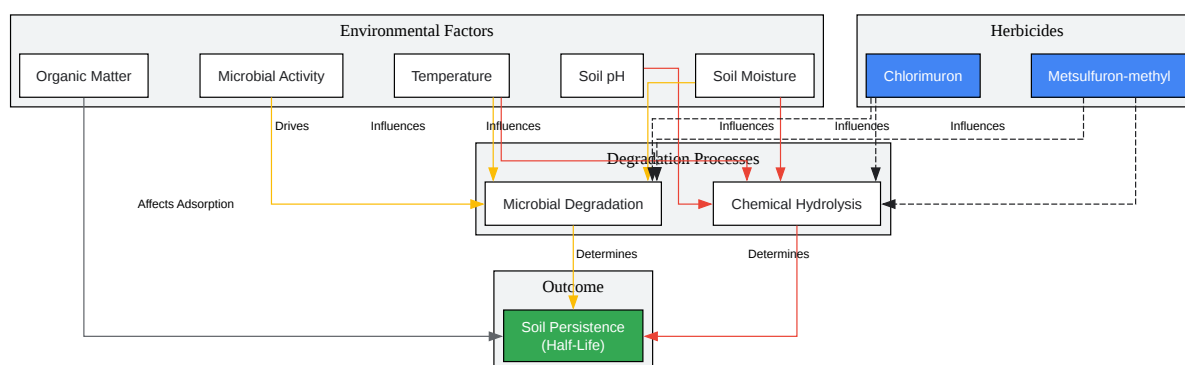 Environmental Factors
Herbicides
Organic Matter
Microbial Activity
Temperature
Soil pH
Soil Moisture
Chlorimuron
Metsulfuron-methyl
Drives
Influences
Influences
Influences
Influences
Influences
Degradation Processes
Affects Adsorption
Microbial Degradation
Chemical Hydrolysis
Determines
Determines
Outcome
Soil Persistence
(Half-Life)